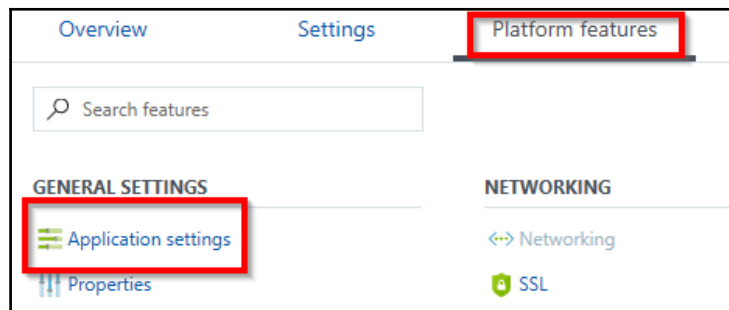 Overview Settings Platform features
Search features
GENERAL SETTINGS NETWORKING
Application settings Networking
Properties SSL